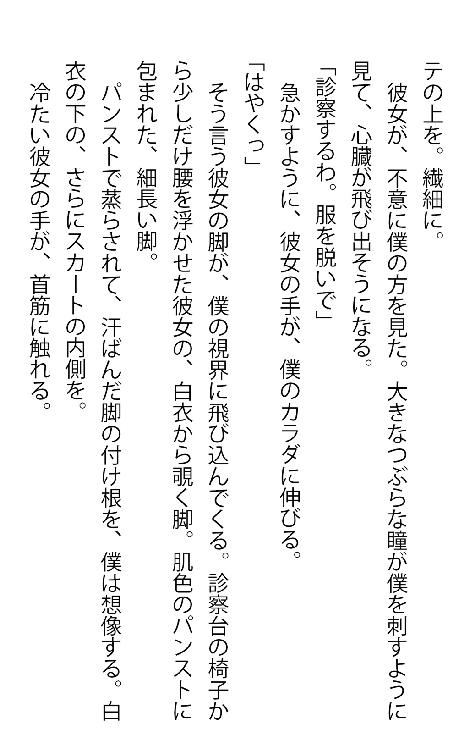 テの上を。繊細に。
　彼女が、不意に僕の方を見た。大きなつぶらな瞳が僕を刺すように
見て、心臓が飛び出そうになる。
「診察するわ。服を脱いで」
　急かすように、彼女の手が、僕のカラダに伸びる。
「はやくっ」
　そう言う彼女の脚が、僕の視界に飛び込んでくる。診察台の椅子か
ら少しだけ腰を浮かせた彼女の、白衣から覗く脚。肌色のパンストに
包まれた、細長い脚。
　パンストで蒸らされて、汗ばんだ脚の付け根を、僕は想像する。白
衣の下の、さらにスカートの内側を。
　冷たい彼女の手が、首筋に触れる。